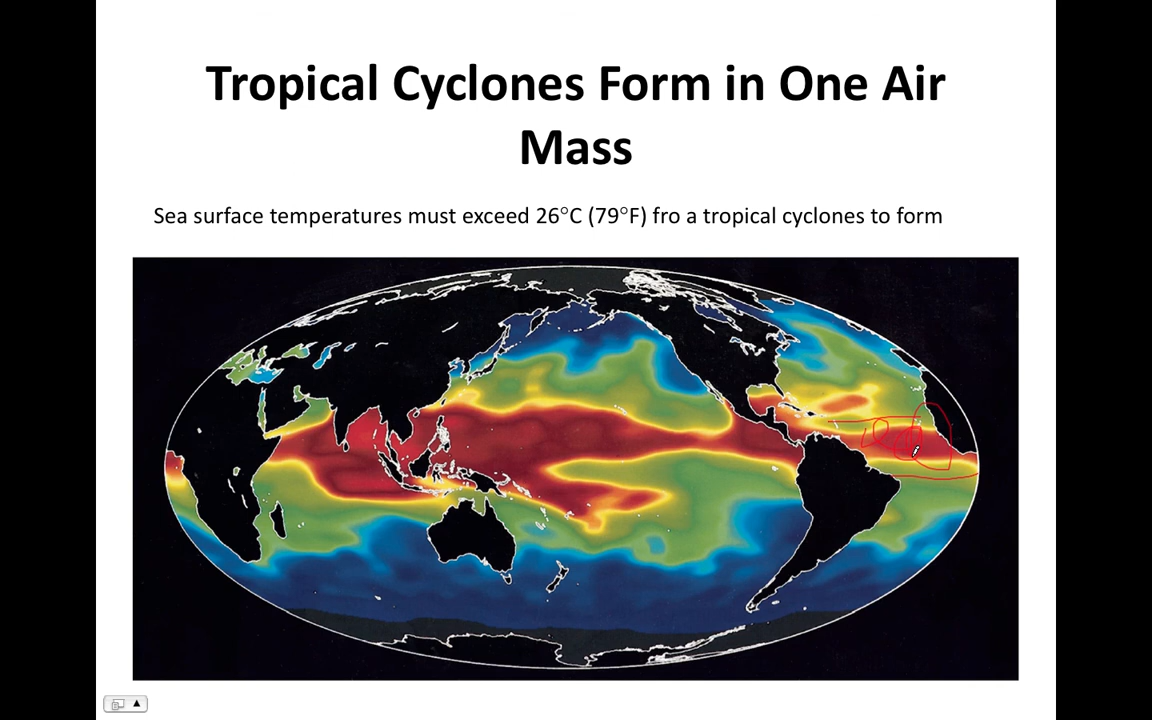 Tropical Cyclones Form in One Air
Mass
Sea surface temperatures must exceed 26°C (79°F) fro a tropical cyclones to form